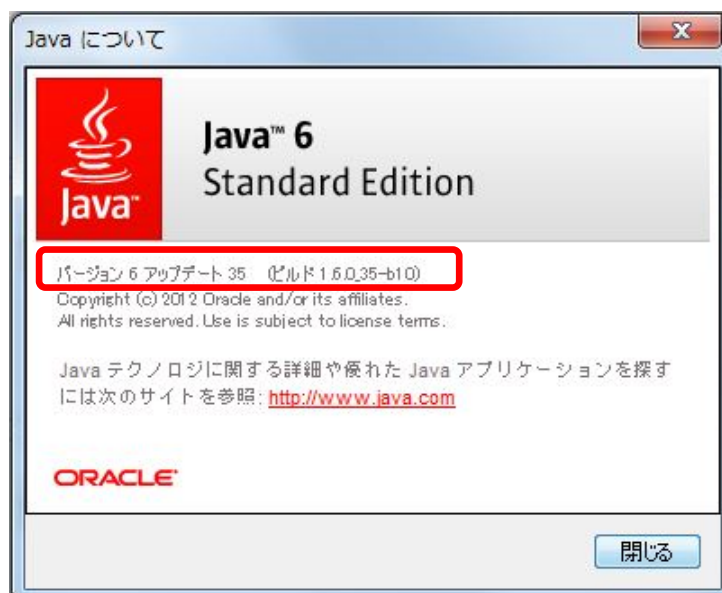 Java について
Java™ 6
Standard Edition
Java™
バージョン 6 アップデート 35 (ビルド 1.6.0_35-b10)
Copyright (c) 2012 Oracle and/or its affiliates.
All rights reserved. Use is subject to license terms.
Java テクノロジに関する詳細や優れた Java アプリケーションを探す
には次のサイトを参照: http://www.java.com
ORACLE
閉じる